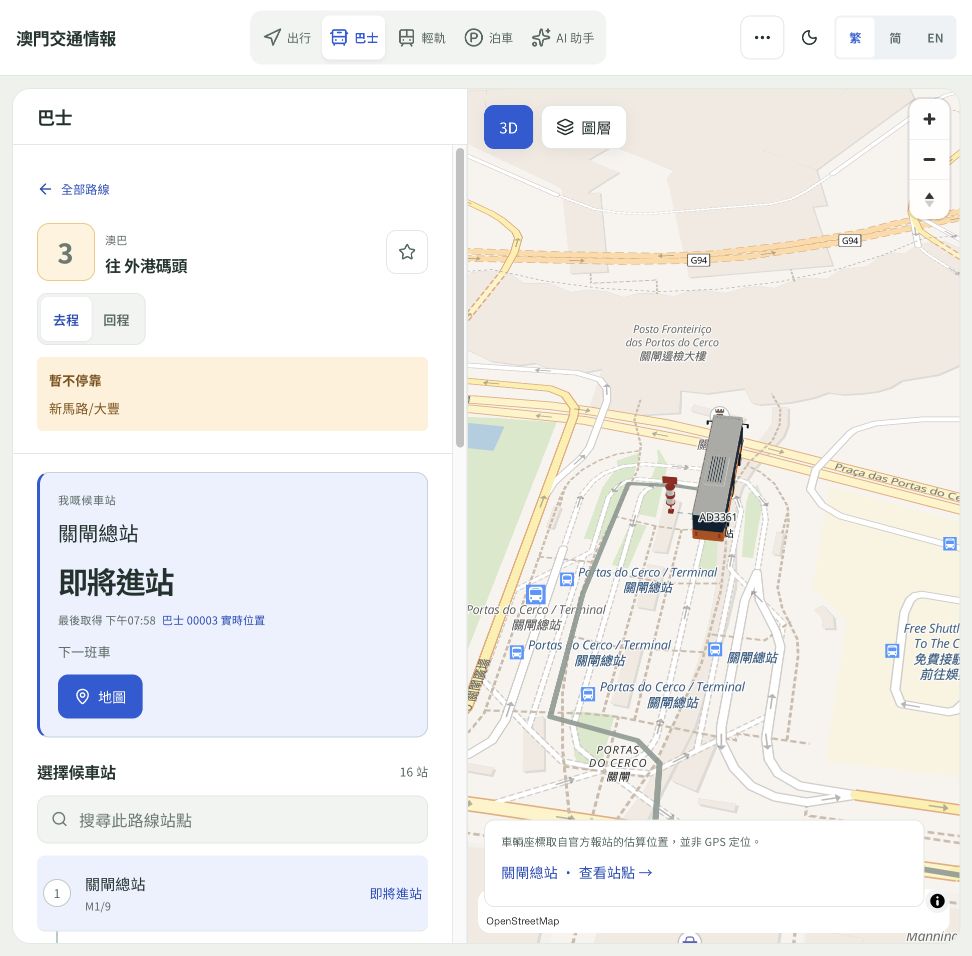 澳門交通情報
出行
巴士
輕軌
泊車
AI 助手
繁
简
EN
巴士
全部路線
3
澳巴
往 外港碼頭
去程
回程
暫不停靠
新馬路/大豐
我嘅候車站
關閘總站
即將進站
最後取得 下午07:58 巴士 00003 實時位置
下一班車
地圖
選擇候車站
16 站
搜尋此路線站點
1
關閘總站
M1/9
即將進站
3D
圖層
G94
G94
Posto Fronteiriço
das Portas do Cerco
關閘邊檢大樓
Praça das Portas do Ce
AD3361
站
Portas do Cerco / Terminal
關閘總站
Portas do Cerco / Terminal
關閘總站
Portas do Cerco / Terminal
關閘總站
關閘總站
Portas do Cerco / Terminal
關閘總站
Free Shuttl
To The C
免費接駁
前往娛
關閘廣場
PORTAS
DO CERCO
關閘
車輛座標取自官方報站的估算位置，並非 GPS 定位。
關閘總站 · 查看站點 →
OpenStreetMap
Manning